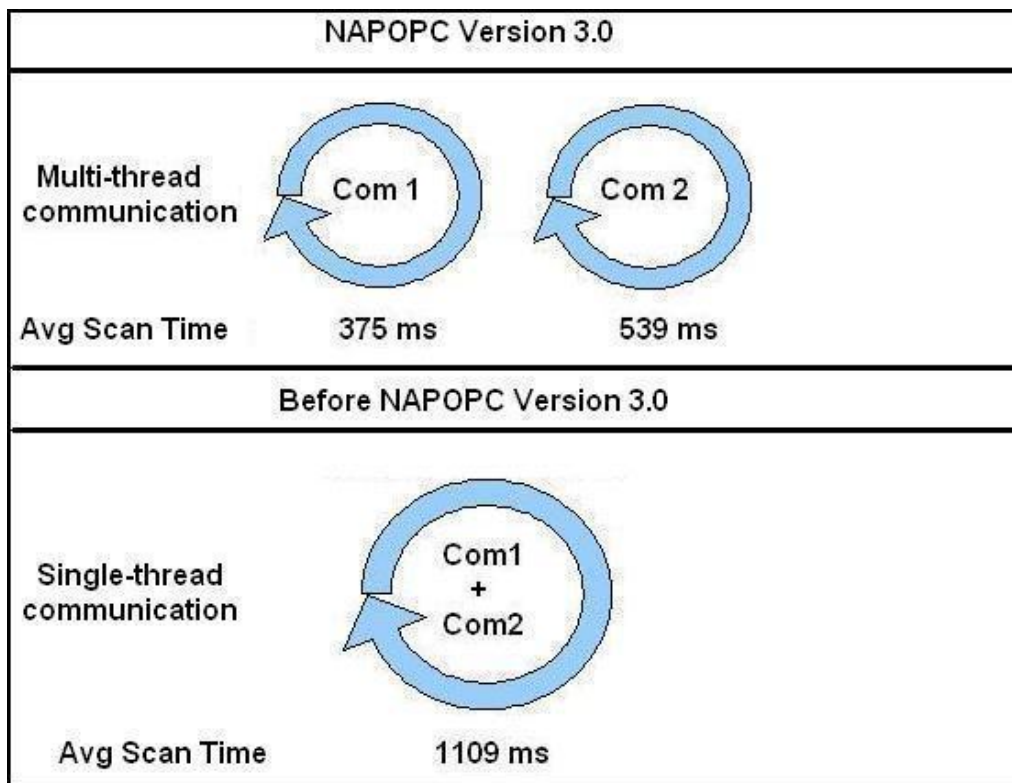 NAPOPC Version 3.0
Multi-thread
communication
Com 1
Com 2
Avg Scan Time 375 ms 539 ms
Before NAPOPC Version 3.0
Single-thread
communication
Com1
+
Com2
Avg Scan Time 1109 ms